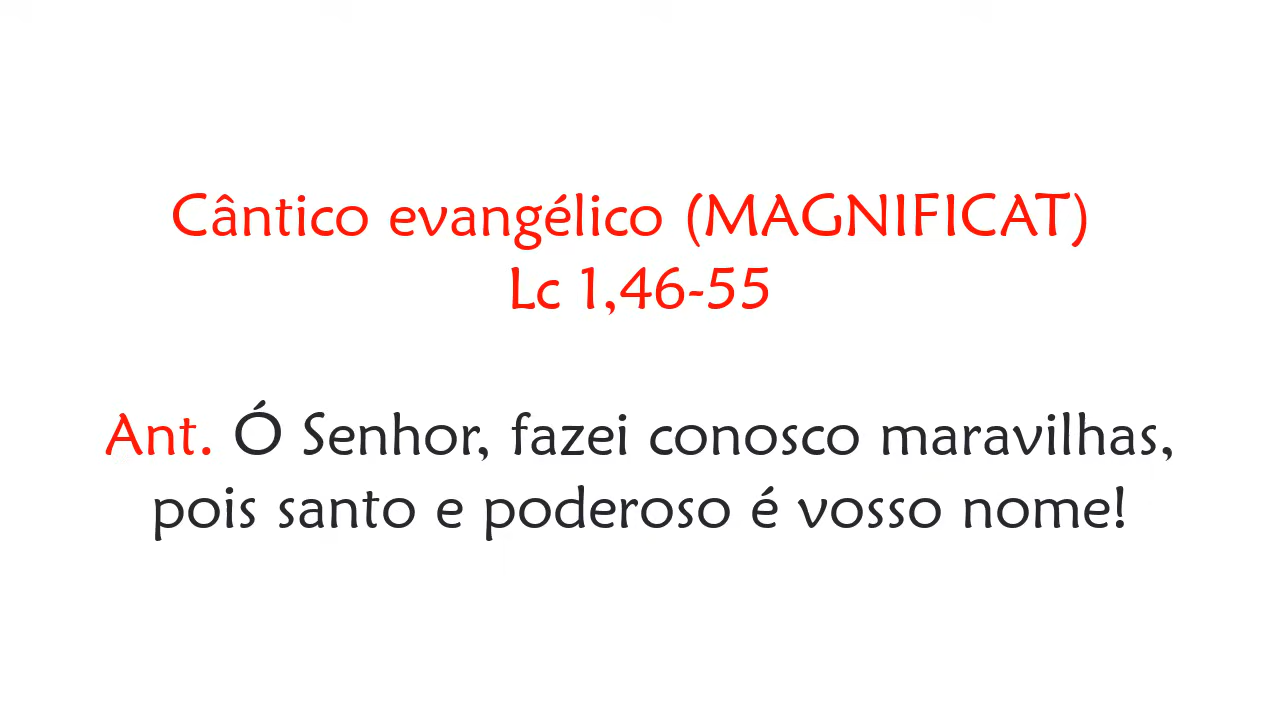 Cântico evangélico (MAGNIFICAT)
Lc 1,46-55
Ant. Ó Senhor, fazei conosco maravilhas,
pois santo e poderoso é vosso nome!